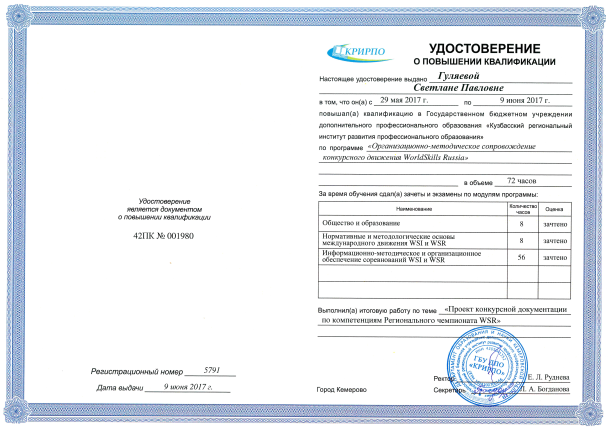 Удостоверение
является документом
о повышении квалификации
42ПК № 001980
Регистрационный номер 5791
Дата выдачи 9 июня 2017 г.
КРИРПО
УДОСТОВЕРЕНИЕ
О ПОВЫШЕНИИ КВАЛИФИКАЦИИ
Настоящее удостоверение выдано Гуляевой
Светлане Павловне
в том, что он(а) с 29 мая 2017 г. по 9 июня 2017 г.
повышал(а) квалификацию в Государственном бюджетном учреждении
дополнительного профессионального образования «Кузбасский региональный
институт развития профессионального образования»
по программе «Организационно-методическое сопровождение
конкурсного движения WorldSkills Russia»
в объеме 72 часов
За время обучения сдал(а) зачеты и экзамены по модулям программы:
Наименование Количество часов Оценка
Общество и образование 8 зачтено
Нормативные и методологические основы
международного движения WSI и WSR 8 зачтено
Информационно-методическое и организационное
обеспечение соревнований WSI и WSR 56 зачтено
Выполнил(а) итоговую работу по теме «Проект конкурсной документации
по компетенциям Регионального чемпионата WSR»
ГБУ ДПО
«КРИРПО»
Ректор Е. Л. Руднева
Город Кемерово Секретарь Л. А. Богданова